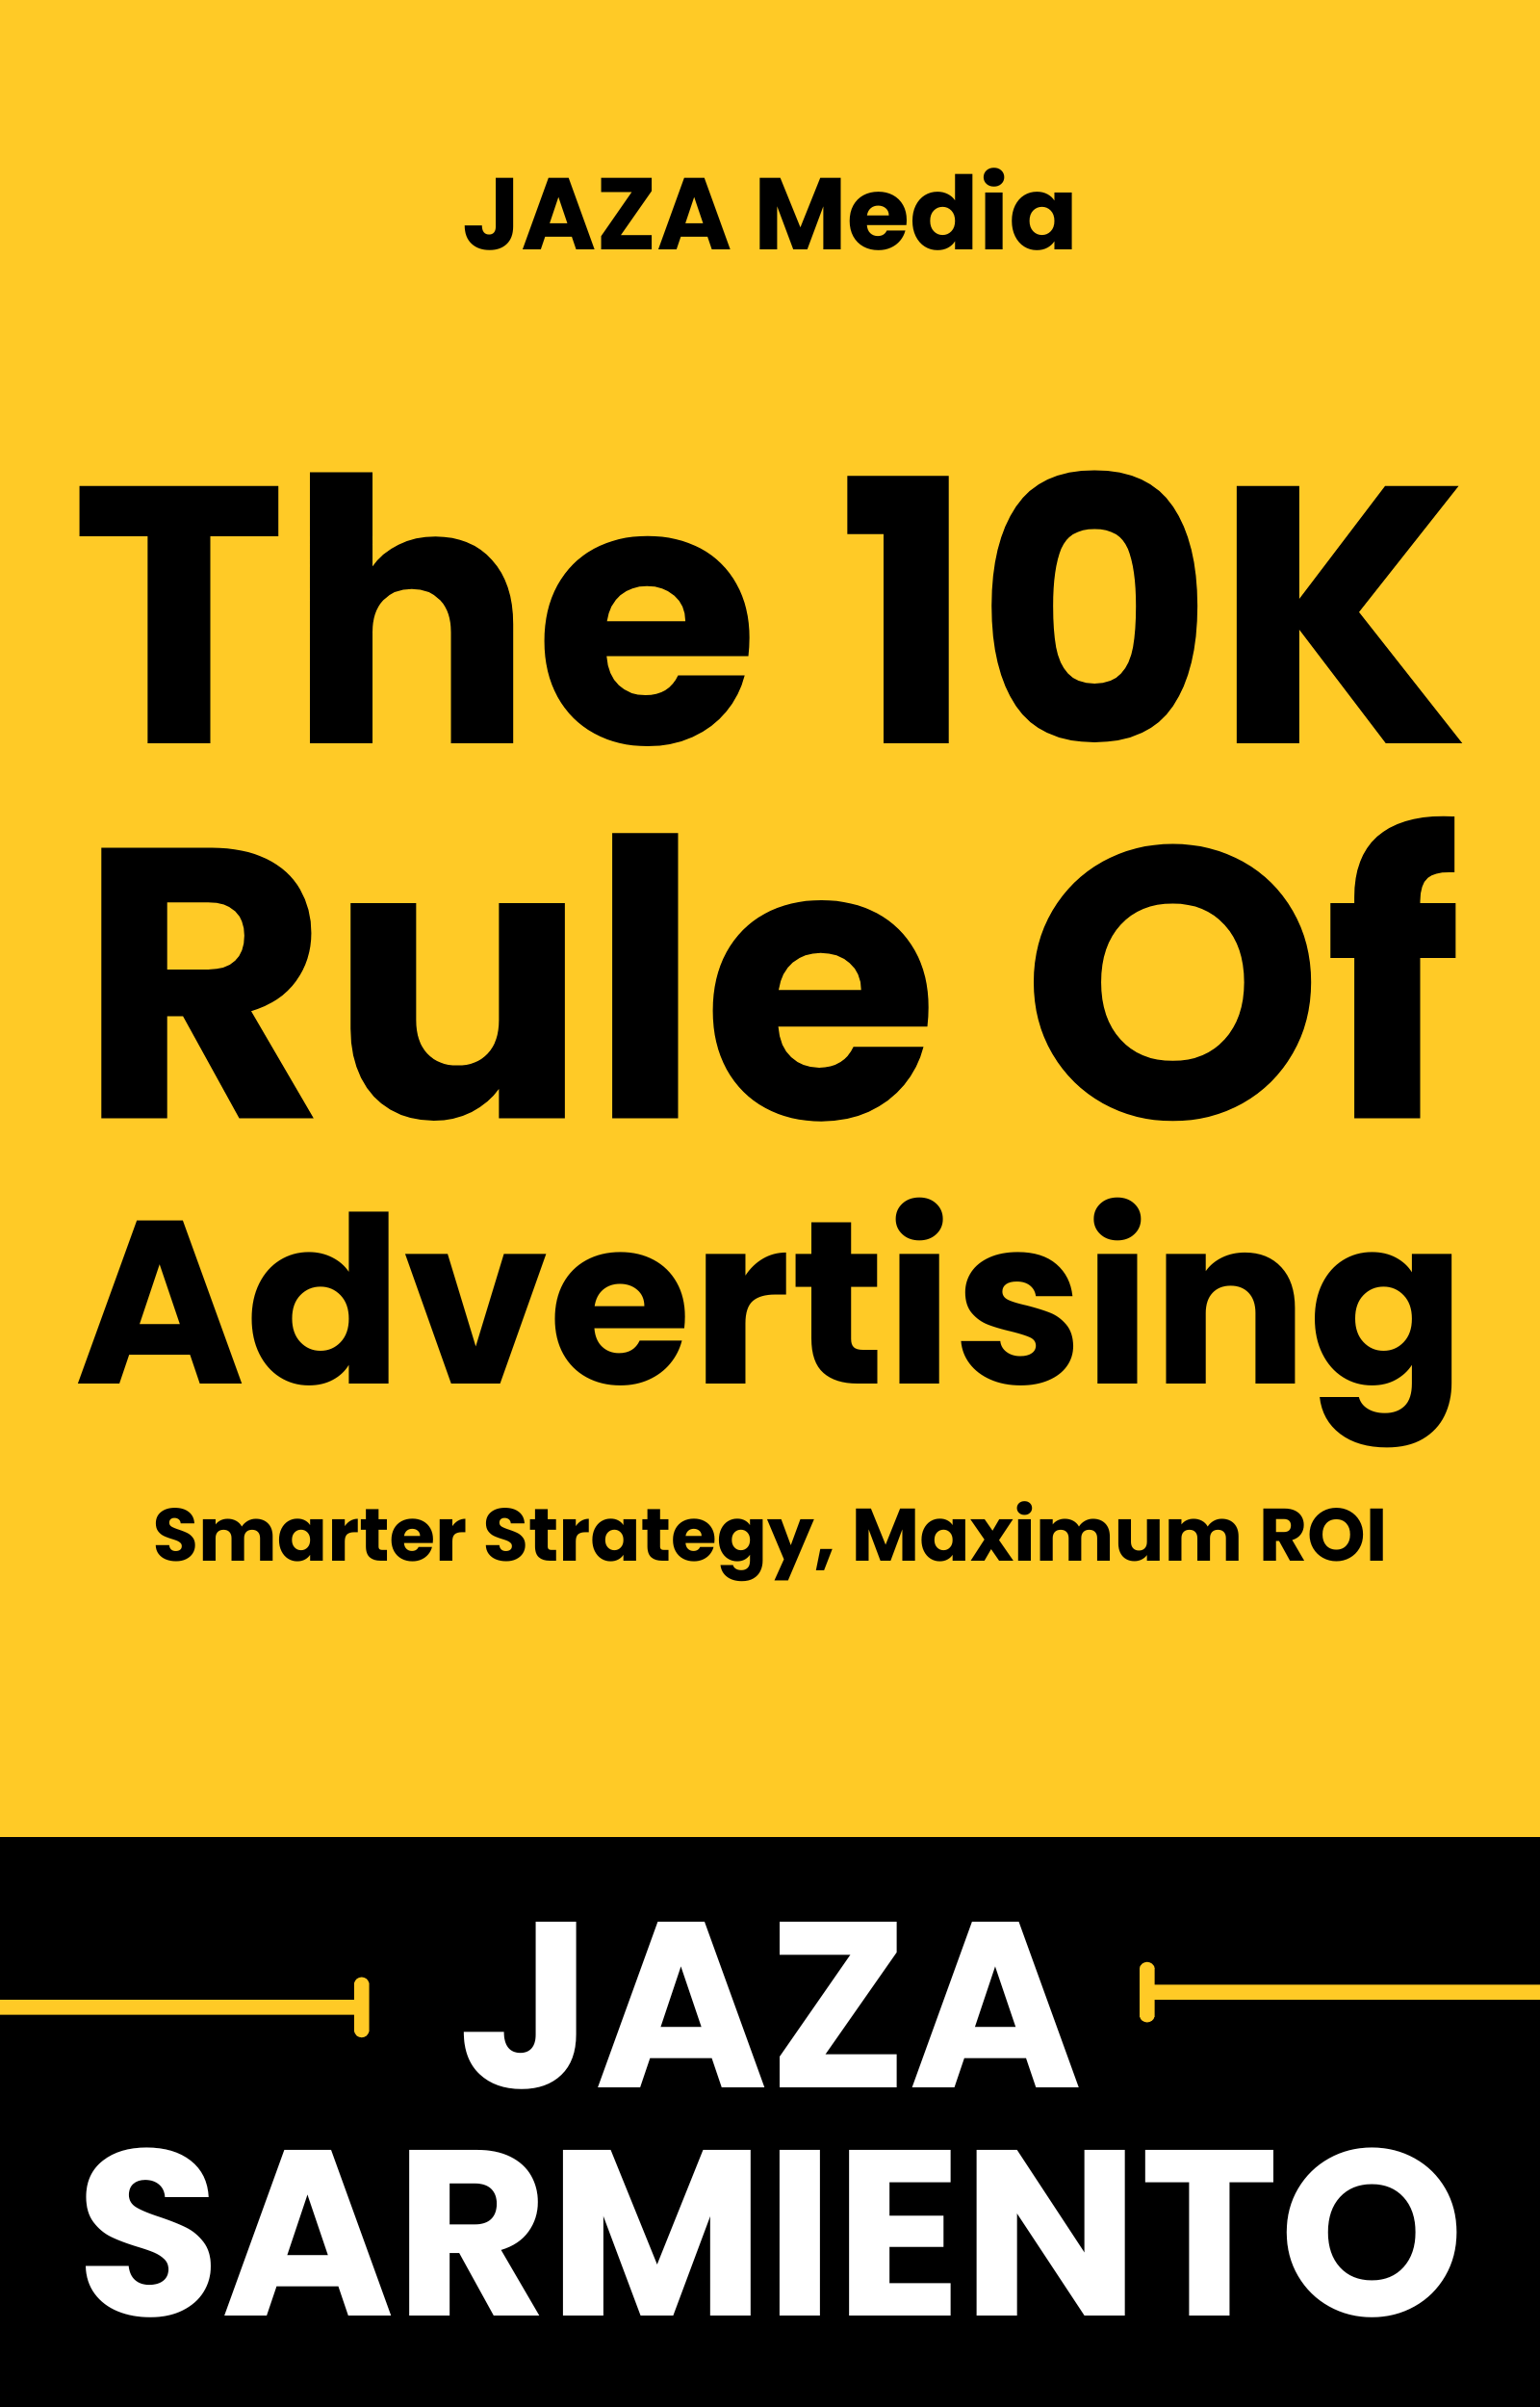 JAZA Media
The 10K
Rule Of
Advertising
Smarter Strategy, Maximum ROI
JAZA
SARMIENTO